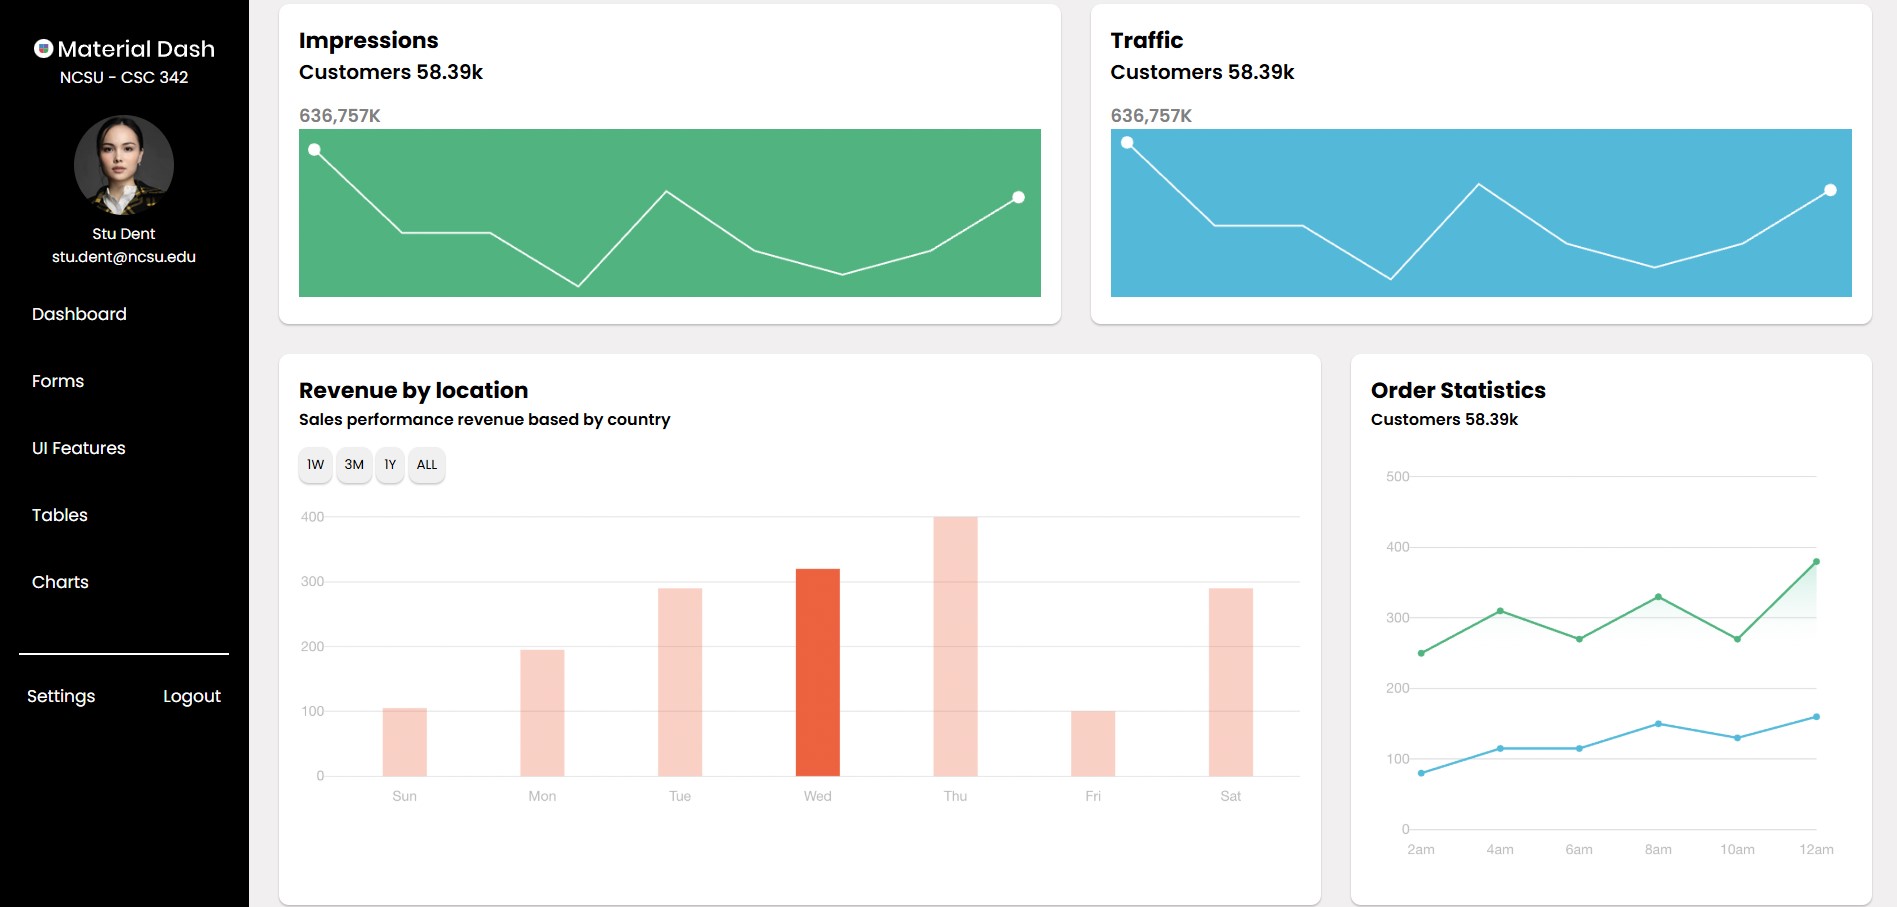 Material Dash
NCSU - CSC 342
Stu Dent
stu.dent@ncsu.edu
Dashboard
Forms
UI Features
Tables
Charts
Settings Logout
Impressions
Customers 58.39k
636,757K
Traffic
Customers 58.39k
636,757K
Revenue by location
Sales performance revenue based by country
1W 3M 1Y ALL
400
300
200
100
0
Sun Mon Tue Wed Thu Fri Sat
Order Statistics
Customers 58.39k
500
400
300
200
100
0
2am 4am 6am 8am 10am 12am